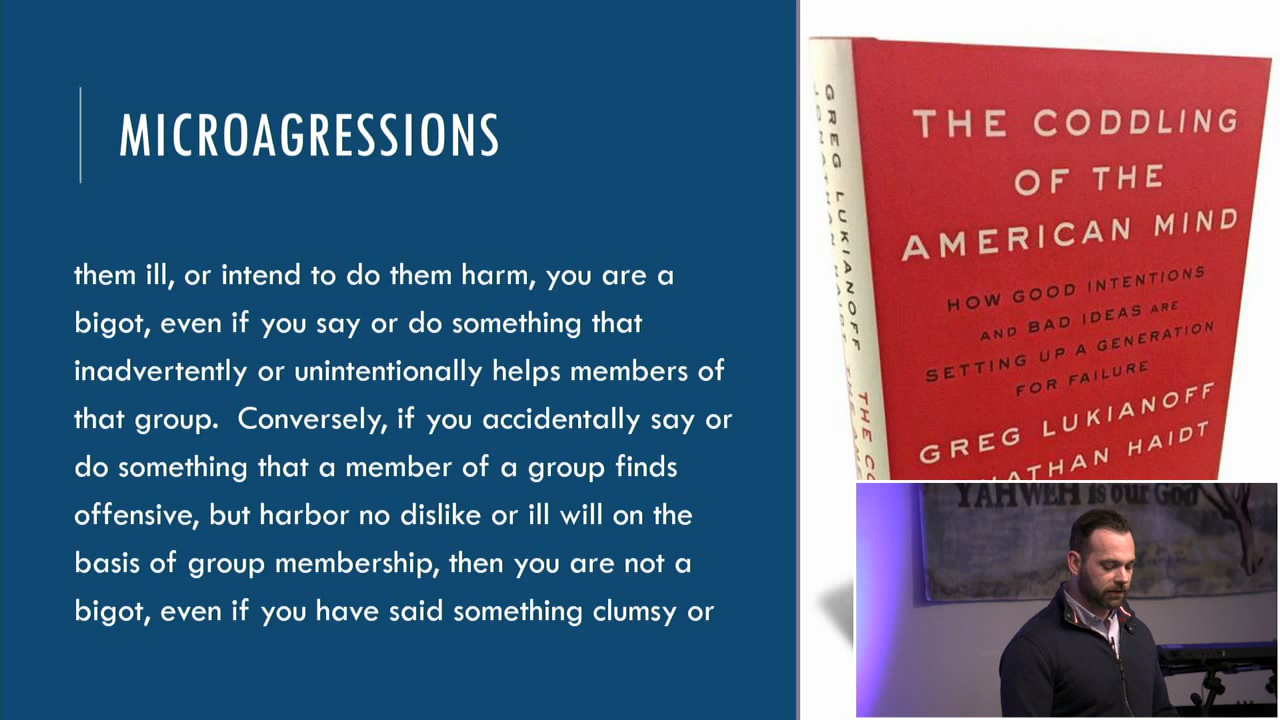 MICROAGRESSIONS
them ill, or intend to do them harm, you are a
bigot, even if you say or do something that
inadvertently or unintentionally helps members of
that group.  Conversely, if you accidentally say or
do something that a member of a group finds
offensive, but harbor no dislike or ill will on the
basis of group membership, then you are not a
bigot, even if you have said something clumsy or
GREG LUKIANOFF
THE CODDLING
OF THE
AMERICAN MIND
HOW GOOD INTENTIONS
AND BAD IDEAS ARE
SETTING UP A GENERATION
FOR FAILURE
GREG LUKIANOFF
HAIDT
YAHWEH is our God